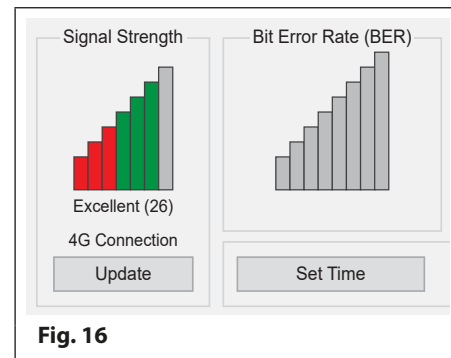 Signal Strength
Bit Error Rate (BER)
Excellent (26)
4G Connection
Update
Set Time
Fig. 16